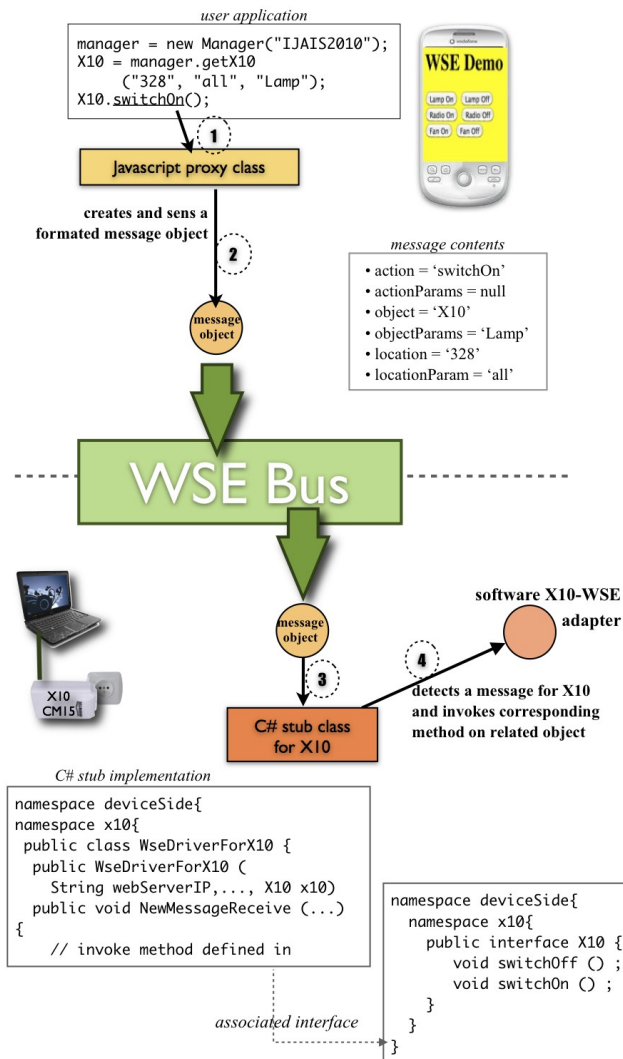 user application
manager = new Manager("IJAIS2010");
X10 = manager.getX10
("328", "all", "Lamp");
X10.switchOn();
1
Javascript proxy class
creates and sens a
formated message object
2
message
object
vodafone
WSE Demo
Lamp On Lamp Off
Radio On Radio Off
Fan On Fan Off
message contents
• action = ‘switchOn’
• actionParams = null
• object = ‘X10’
• objectParams = ‘Lamp’
• location = ‘328’
• locationParam = ‘all’
WSE Bus
X10
CM15
message
object
3
4
software X10-WSE
adapter
detects a message for X10
and invokes corresponding
method on related object
C# stub class
for X10
C# stub implementation
namespace deviceSide{
namespace x10{
public class WseDriverForX10 {
public WseDriverForX10 (
String webServerIP,..., X10 x10)
public void NewMessageReceive (...)
{
// invoke method defined in
associated interface
namespace deviceSide{
namespace x10{
public interface X10 {
void switchOff () ;
void switchOn () ;
}
}
}